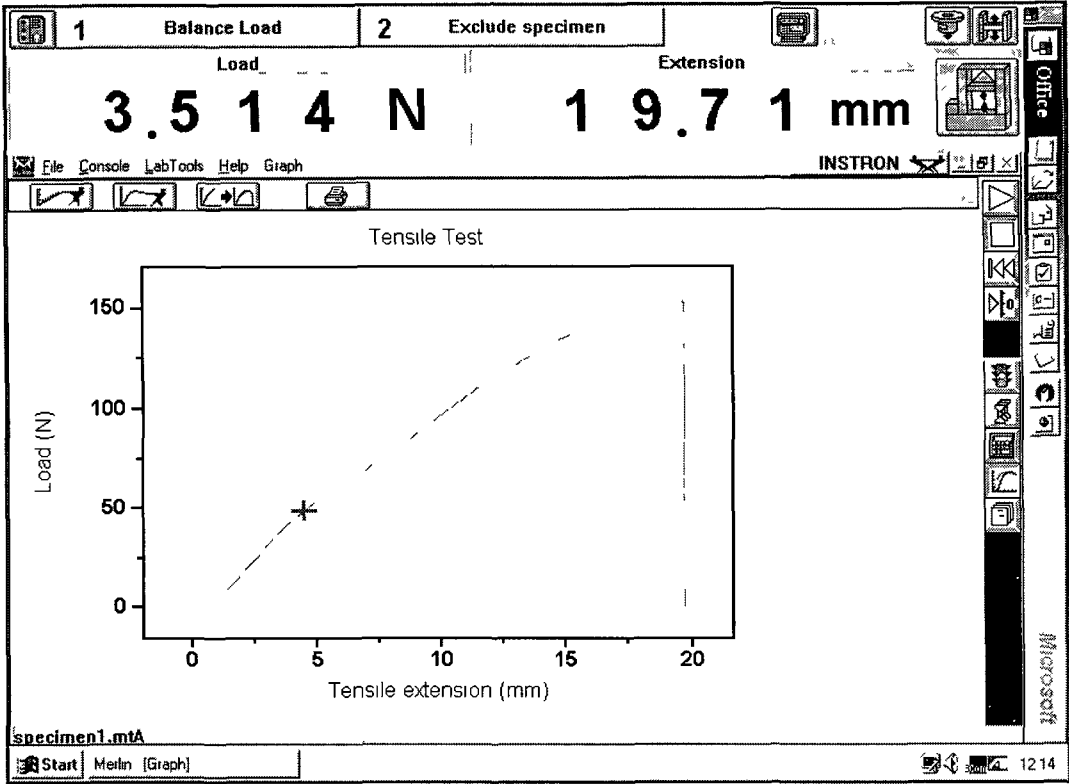 1 Balance Load 2 Exclude specimen
Load Extension
3.514 N 19.71 mm
Office
File Console LabTools Help Graph INSTRON
Tensile Test
150
100
50
0
Load (N)
0 5 10 15 20
Tensile extension (mm)
Microsoft
specimen1.mtA
Start Merlin [Graph] 12 14